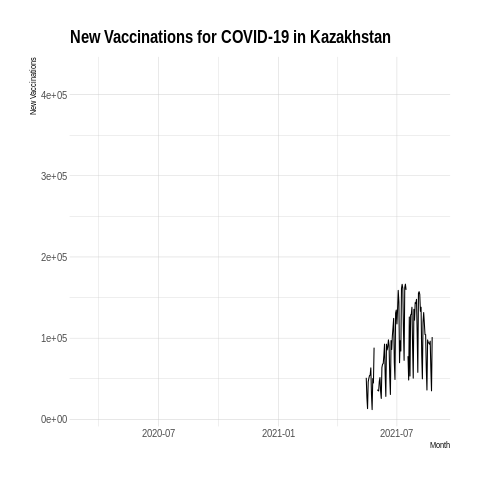 New Vaccinations for COVID-19 in Kazakhstan
New Vaccinations
4e+05
3e+05
2e+05
1e+05
0e+00
2020-07
2021-01
2021-07
Month